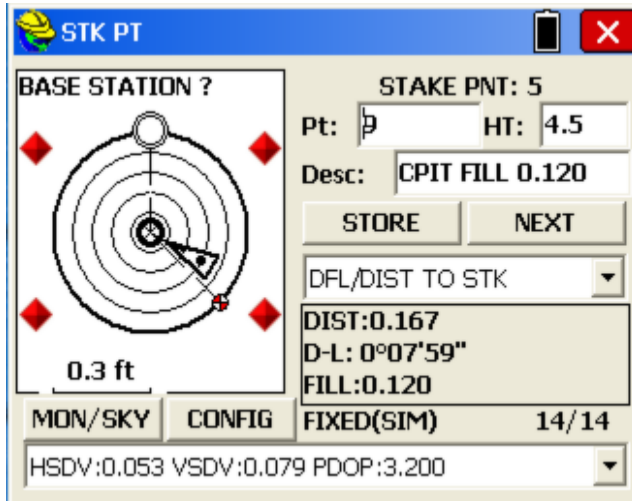 STK PT
BASE STATION ?
0.3 ft
STAKE PNT: 5
Pt: 9 HT: 4.5
Desc: CPIT FILL 0.120
STORE NEXT
DFL/DIST TO STK
DIST:0.167
D-L: 0°07'59"
FILL:0.120
MON/SKY CONFIG FIXED(SIM) 14/14
HSDV:0.053 VSDV:0.079 PDOP:3.200